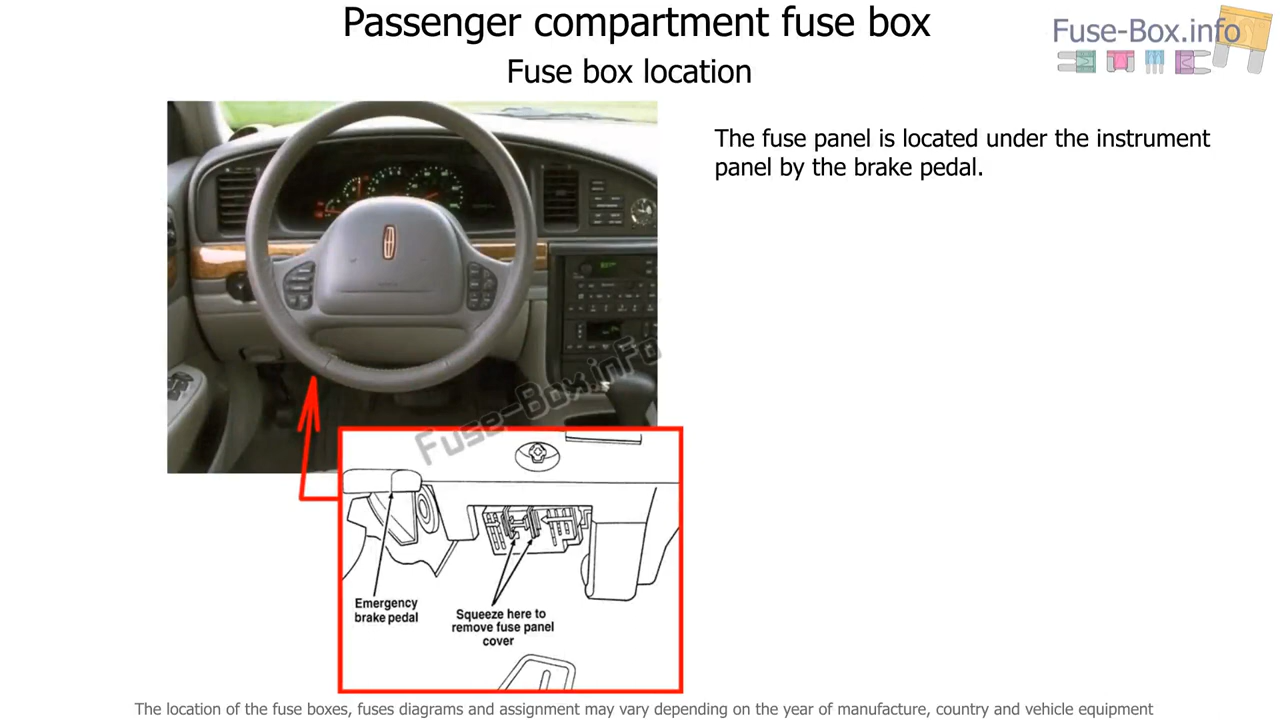 Passenger compartment fuse box
Fuse box location
Fuse-Box.info
The fuse panel is located under the instrument
panel by the brake pedal.
Fuse-Box.info
Emergency
brake pedal
Squeeze here to
remove fuse panel
cover
The location of the fuse boxes, fuses diagrams and assignment may vary depending on the year of manufacture, country and vehicle equipment